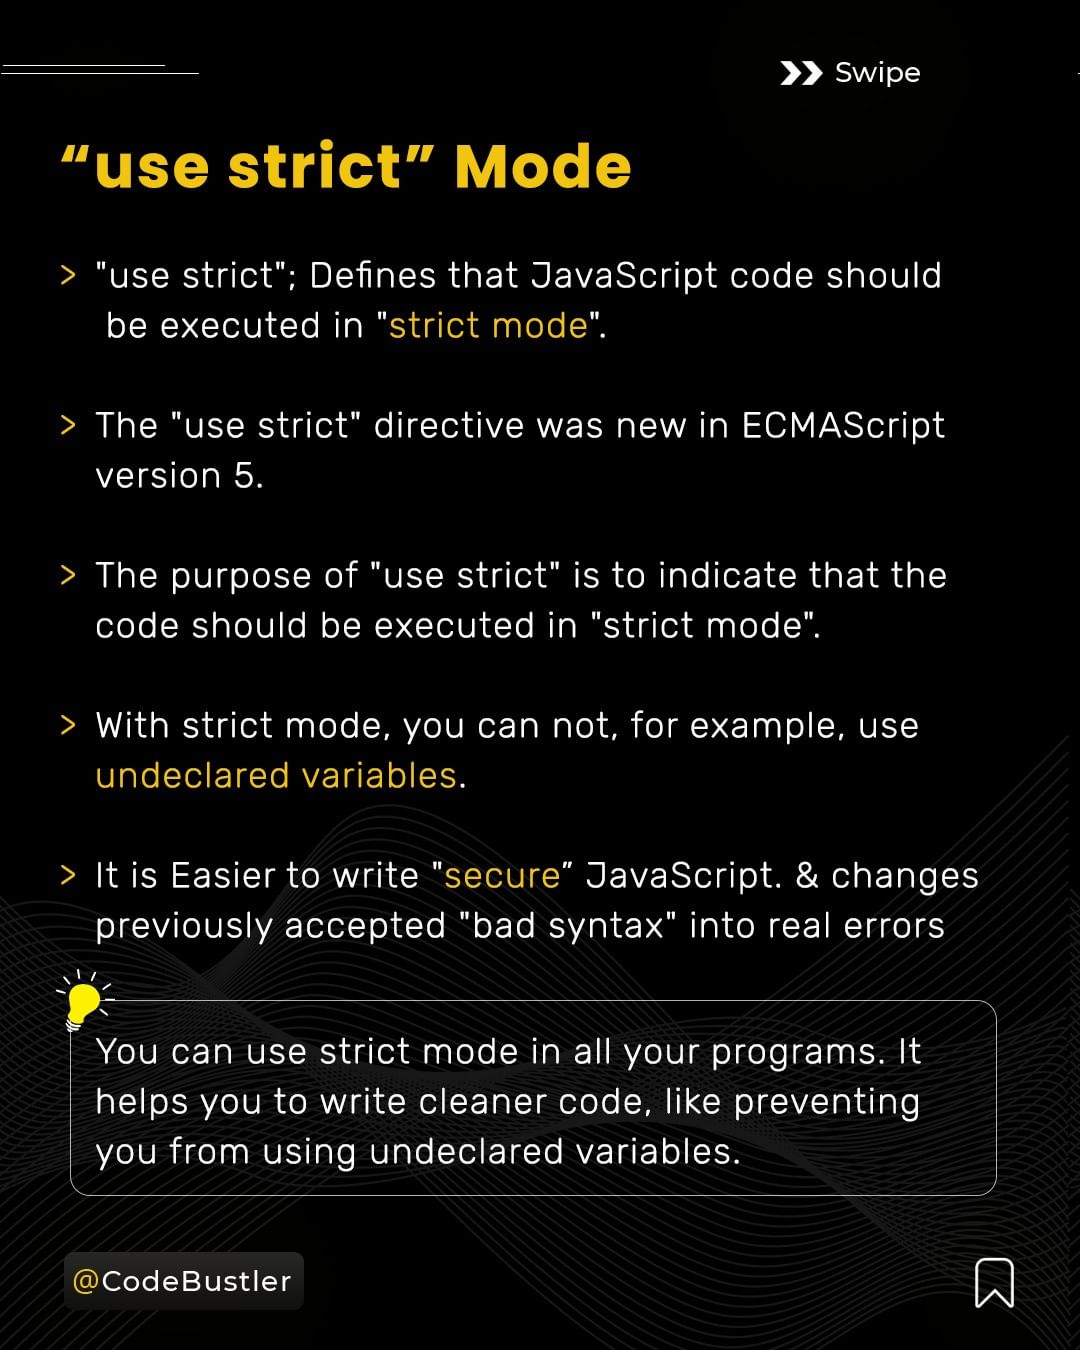 Swipe
“use strict” Mode
> "use strict"; Defines that JavaScript code should
be executed in "strict mode".
> The "use strict" directive was new in ECMAScript
version 5.
> The purpose of "use strict" is to indicate that the
code should be executed in "strict mode".
> With strict mode, you can not, for example, use
undeclared variables.
> It is Easier to write "secure” JavaScript. & changes
previously accepted "bad syntax" into real errors
You can use strict mode in all your programs. It
helps you to write cleaner code, like preventing
you from using undeclared variables.
@CodeBustler